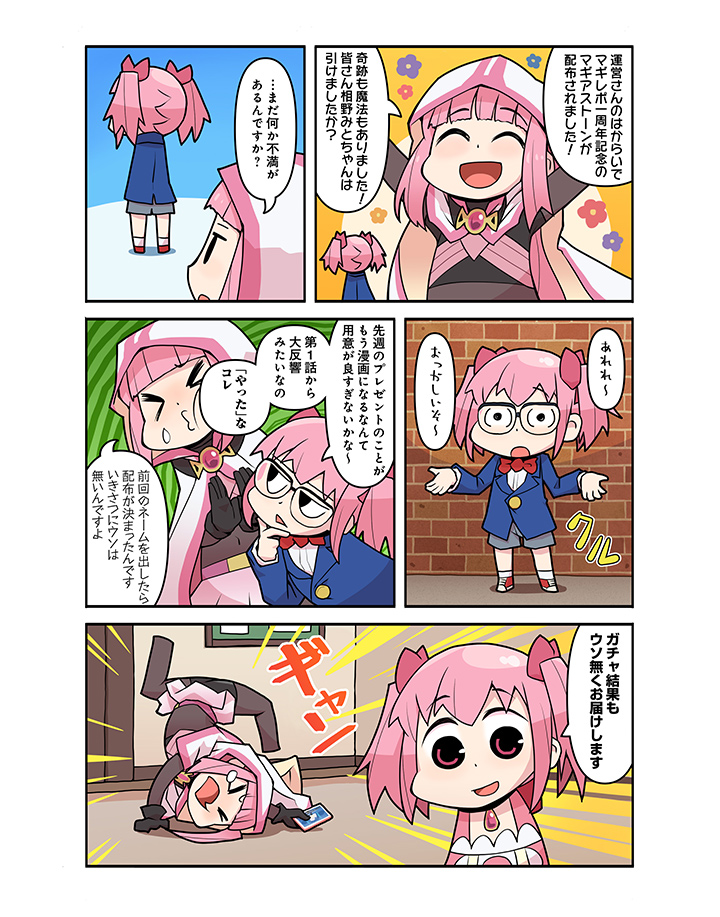 運営さんのはからいで
マギレポ一周年記念の
マギアストーンが
配布されました！
奇跡も魔法もありました！
皆さん相野みとちゃんは
引けましたか？
…まだ何か不満が
あるんですか？
あれれ～
おっかしいぞ～
クル
先週のプレゼントのことが
もう漫画になるなんて
用意が良すぎないかな～
第1話から
大反響
みたいなの
「やった」な
コレ
前回のネームを出したら
配布が決まったんです
いきさつにウソは
無いんですよ
ガチャ結果も
ウソ無くお届けします
ギャン